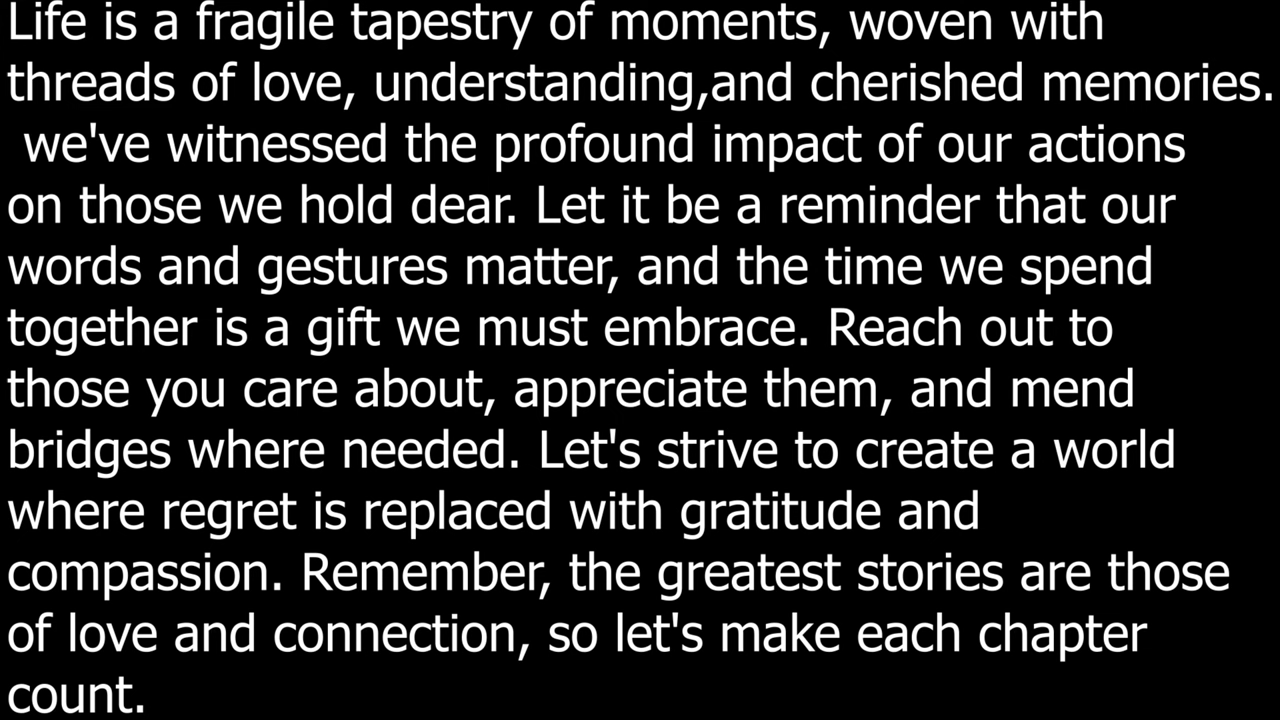 Life is a fragile tapestry of moments, woven with
threads of love, understanding,and cherished memories.
we've witnessed the profound impact of our actions
on those we hold dear. Let it be a reminder that our
words and gestures matter, and the time we spend
together is a gift we must embrace. Reach out to
those you care about, appreciate them, and mend
bridges where needed. Let's strive to create a world
where regret is replaced with gratitude and
compassion. Remember, the greatest stories are those
of love and connection, so let's make each chapter
count.